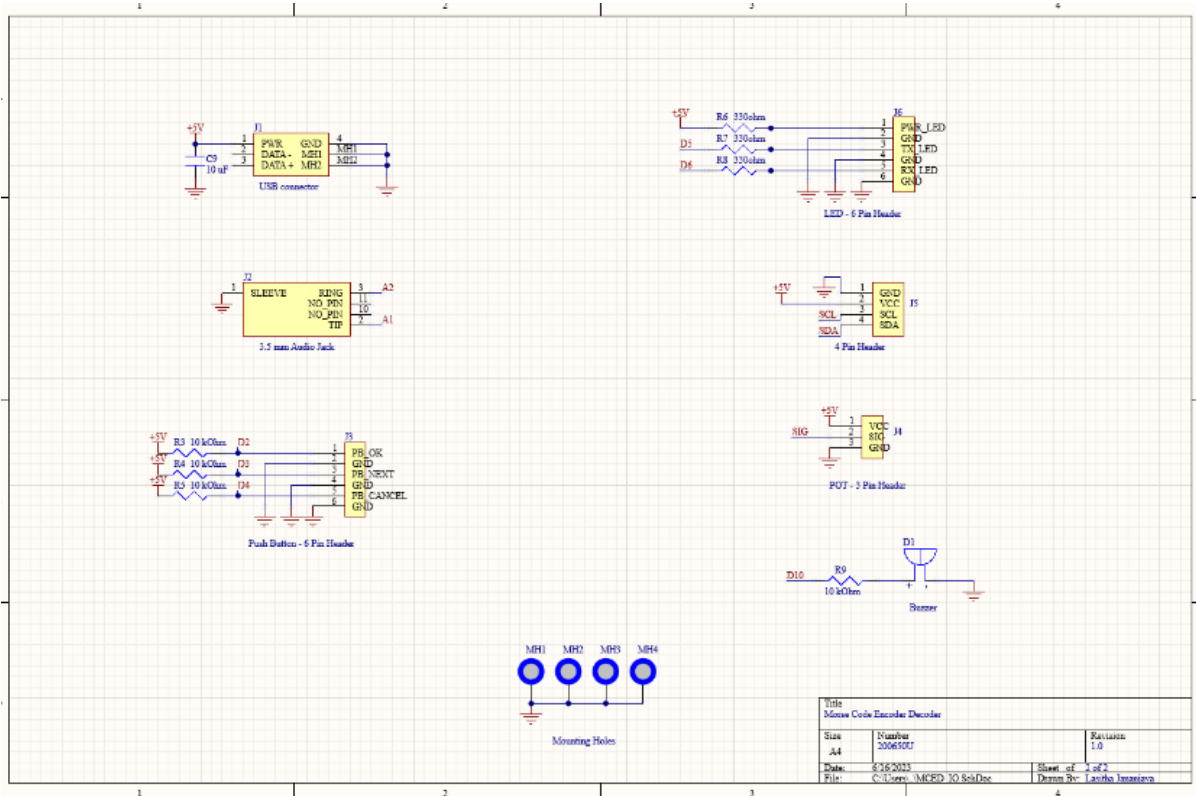 1 2 3 4
+5V
J1
1 PWR GND 4
2 DATA - MH1 MH1
3 DATA + MH2 MH2
C9
10 uF
USB connector
+5V
R6 330ohm
D5
R7 330ohm
D6
R8 330ohm
J6
1 PWR_LED
2 GND
3 TX_LED
4 GND
5 RX_LED
6 GND
LED - 6 Pin Header
J2
1 SLEEVE RING 3 A2
NO_PIN 11
NO_PIN 10
TIP 2 A1
3.5 mm Audio Jack
+5V
SCL
SDA
1 GND
2 VCC
3 SCL
4 SDA
J5
4 Pin Header
+5V
SIG
1 VCC
2 SIG
3 GND
J4
POT - 3 Pin Header
+5V R3 10 kOhm D2
+5V R4 10 kOhm D3
+5V R5 10 kOhm D4
J3
1 PB_OK
2 GND
3 PB_NEXT
4 GND
5 PB_CANCEL
6 GND
Push Button - 6 Pin Header
D1
D10 R9
10 kOhm
+ -
Buzzer
MH1 MH2 MH3 MH4
Mounting Holes
Title
Morse Code Encoder Decoder
Size Number Revision
A4 200650U 1.0
Date: 6/16/2023 Sheet of 2 of 2
File: C:\Users\..\MCED_IO.SchDoc Drawn By:
1 2 3 4